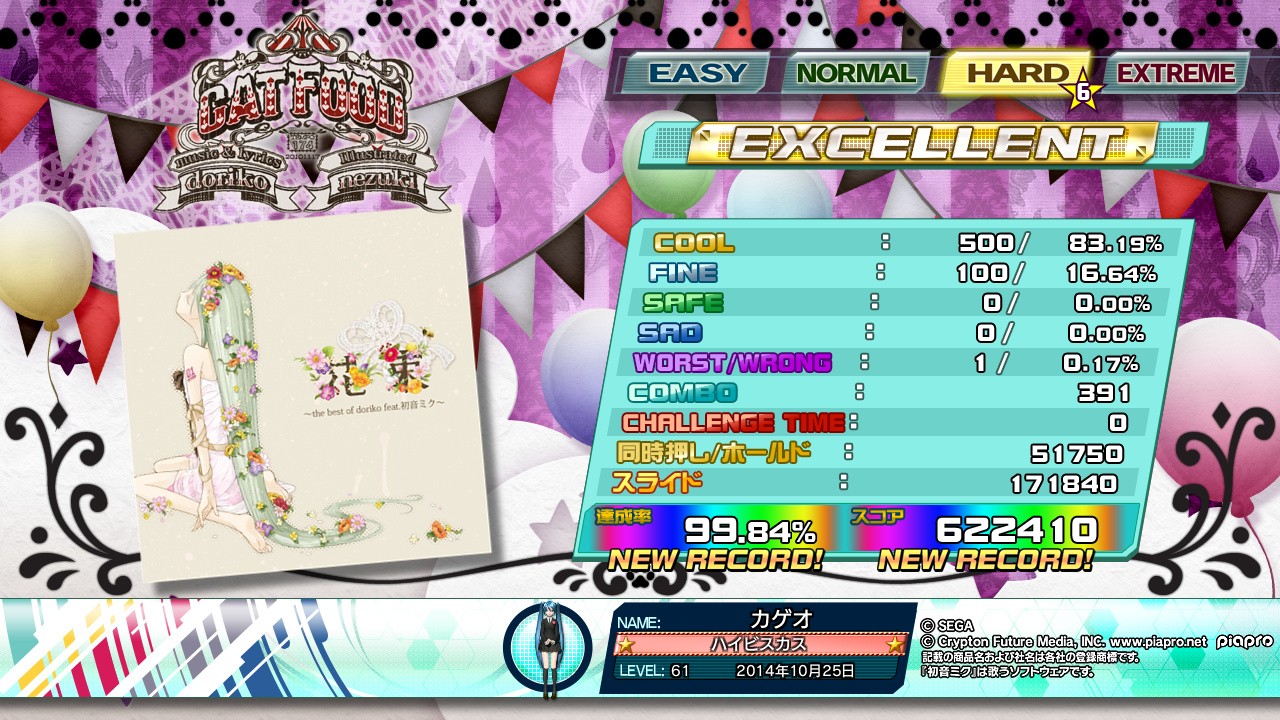 CAT FOOD
music & lyrics
doriko
Illustrated
nezuki
花束
～the best of doriko feat.初音ミク～
EASY NORMAL HARD 6 EXTREME
EXCELLENT
COOL : 500 / 83.19%
FINE : 100 / 16.64%
SAFE : 0 / 0.00%
SAD : 0 / 0.00%
WORST/WRONG : 1 / 0.17%
COMBO : 391
CHALLENGE TIME : 0
同時押し/ホールド : 51750
スライド : 171840
達成率 99.84% スコア 622410
NEW RECORD! NEW RECORD!
NAME: カゲオ
ハイビスカス
LEVEL: 61 2014年10月25日
© SEGA
© Crypton Future Media, INC. www.piapro.net piapro
記載の商品名および社名は各社の登録商標です。
『初音ミク』は歌うソフトウェアです。